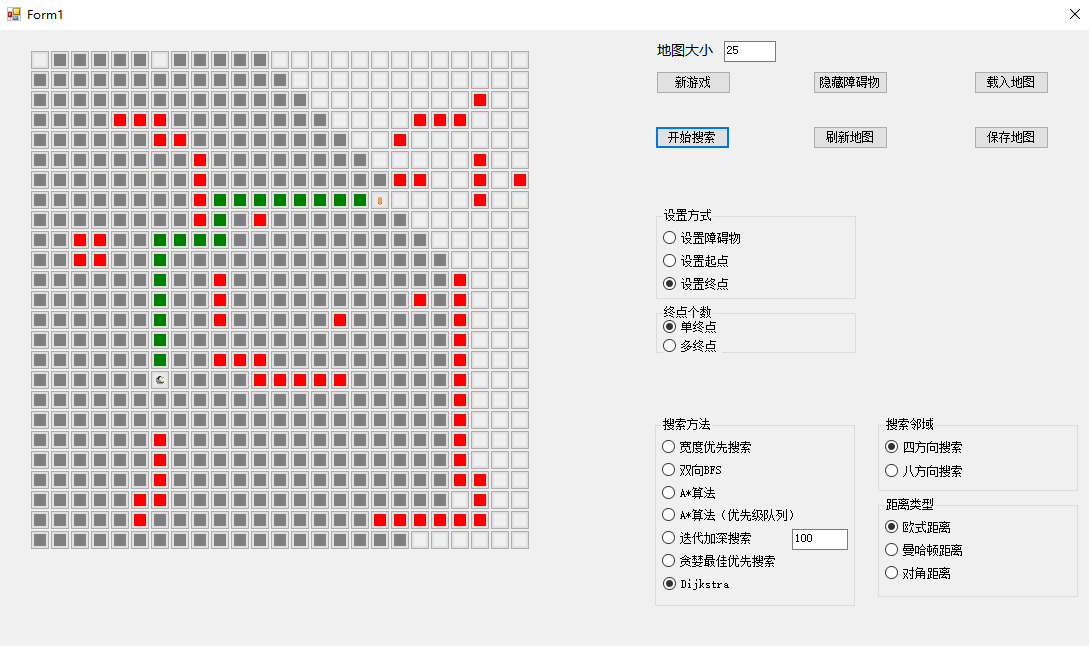 Form1
地图大小 25
新游戏 隐藏障碍物 载入地图
开始搜索 刷新地图 保存地图
设置方式
设置障碍物
设置起点
设置终点
终点个数
单终点
多终点
搜索方法
宽度优先搜索
双向BFS
A*算法
A*算法（优先级队列）
迭代加深搜索 100
贪婪最佳优先搜索
Dijkstra
搜索邻域
四方向搜索
八方向搜索
距离类型
欧式距离
曼哈顿距离
对角距离